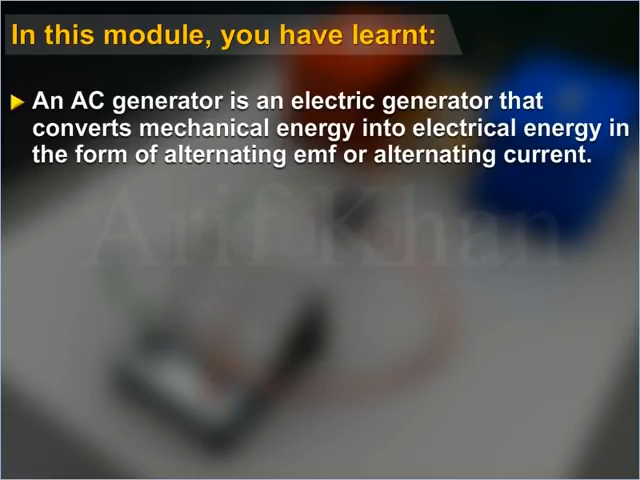 In this module, you have learnt:
An AC generator is an electric generator that
converts mechanical energy into electrical energy in
the form of alternating emf or alternating current.
Arif Khan